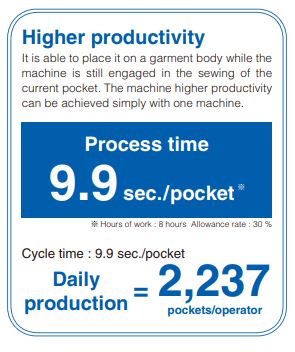 Higher productivity
It is able to place it on a garment body while the
machine is still engaged in the sewing of the
current pocket. The machine higher productivity
can be achieved simply with one machine.
Process time
9.9 sec./pocket※
※ Hours of work : 8 hours Allowance rate : 30 %
Cycle time : 9.9 sec./pocket
Daily production = 2,237
pockets/operator